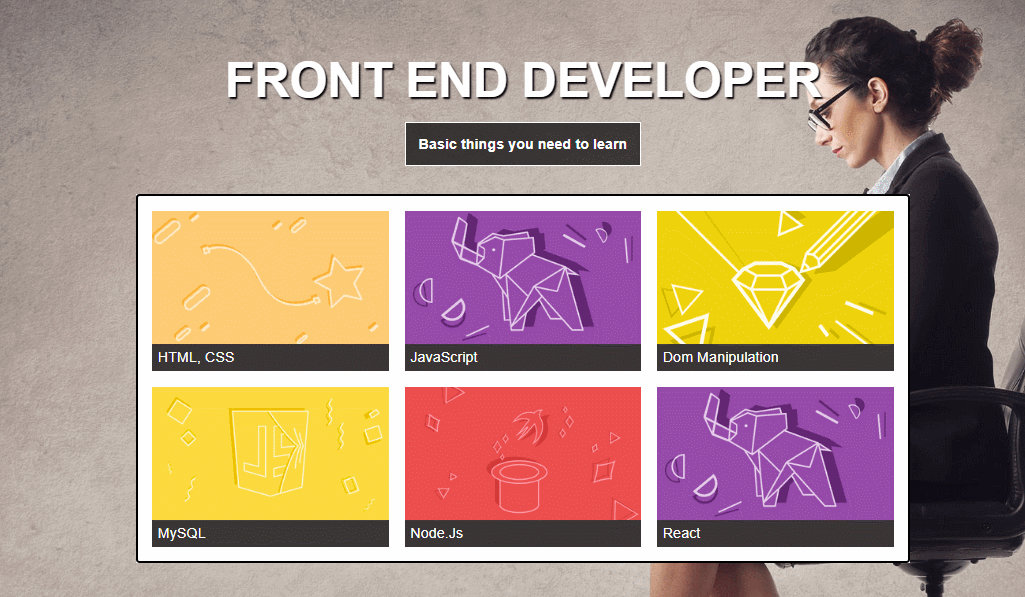 FRONT END DEVELOPER
Basic things you need to learn
HTML, CSS
JavaScript
Dom Manipulation
JS
MySQL
Node.Js
React